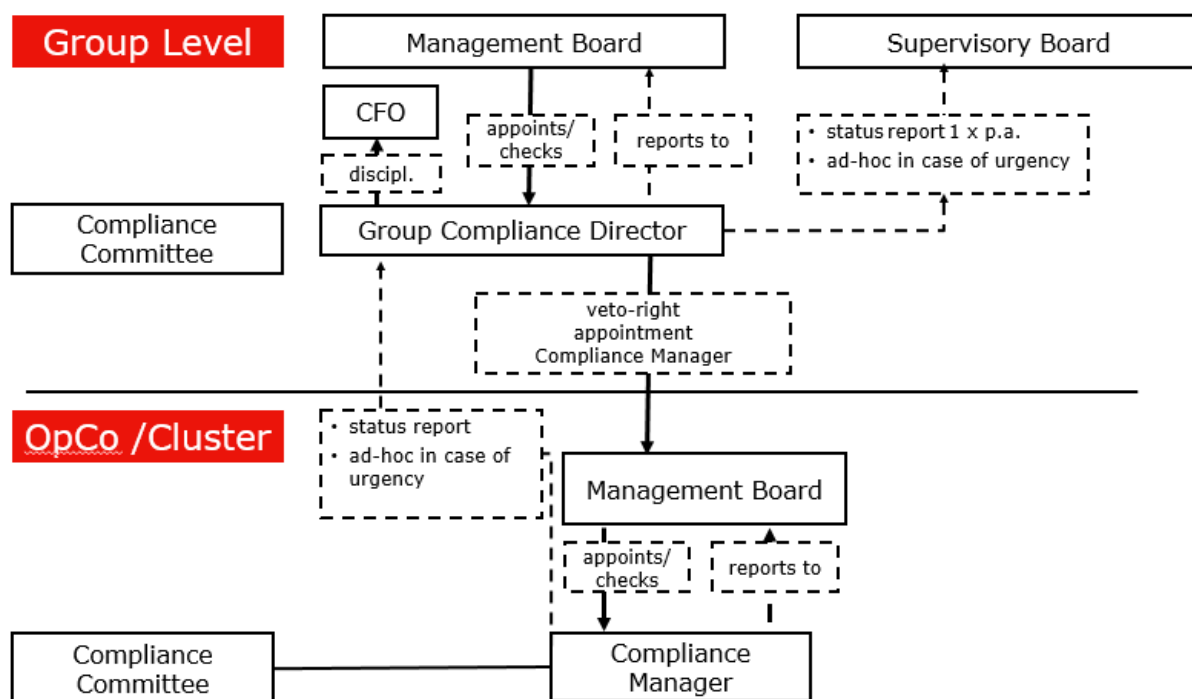 Group Level
Management Board
Supervisory Board
CFO
appoints/
checks
reports to
• status report 1 x p.a.
• ad-hoc in case of urgency
discipl.
Compliance
Committee
Group Compliance Director
veto-right
appointment
Compliance Manager
OpCo /Cluster
• status report
• ad-hoc in case of
urgency
Management Board
appoints/
checks
reports to
Compliance
Committee
Compliance
Manager